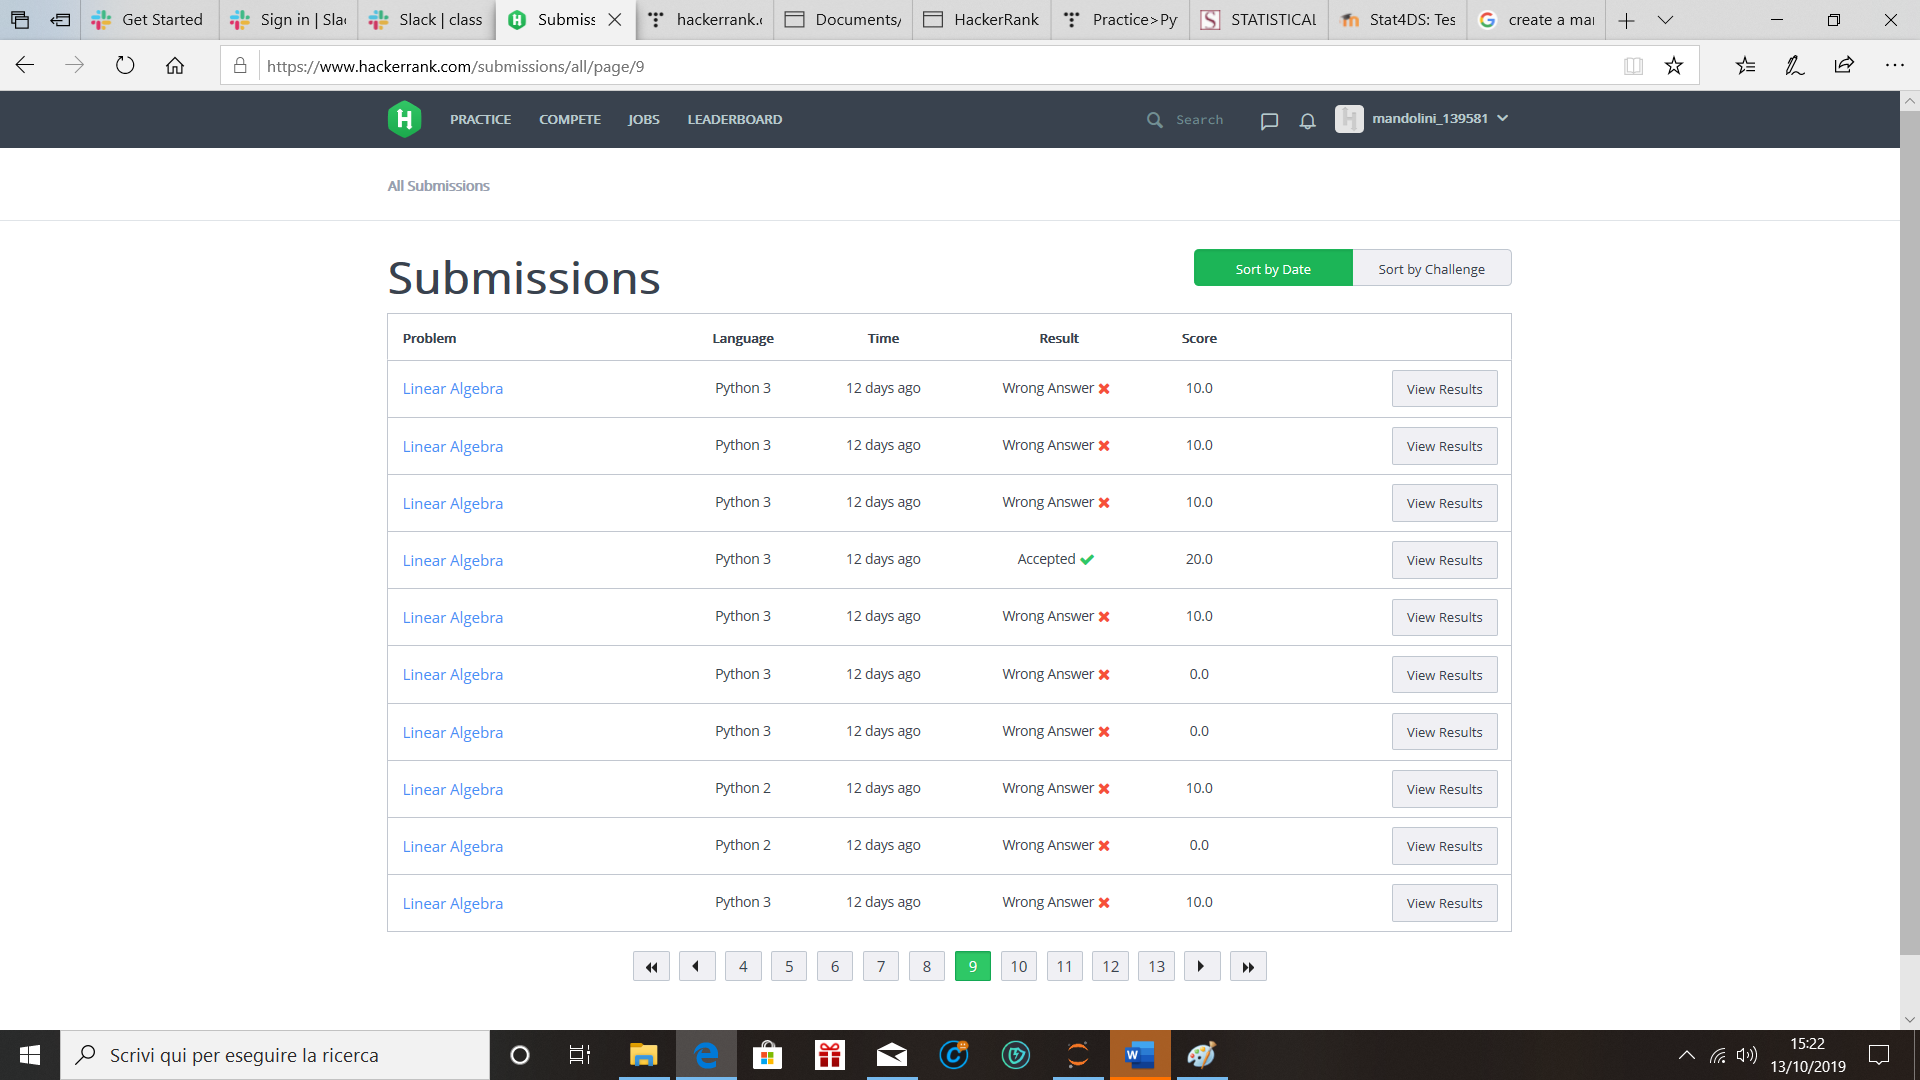 Get Started
Sign in | Sla
Slack | class
Submiss
hackerrank.c
Documents/
HackerRank
Practice>Py
STATISTICAL
Stat4DS: Tes
create a mar
https://www.hackerrank.com/submissions/all/page/9
PRACTICE COMPETE JOBS LEADERBOARD Search mandolini_139581
All Submissions
Submissions Sort by Date Sort by Challenge
Problem Language Time Result Score
Linear Algebra Python 3 12 days ago Wrong Answer 10.0 View Results
Linear Algebra Python 3 12 days ago Wrong Answer 10.0 View Results
Linear Algebra Python 3 12 days ago Wrong Answer 10.0 View Results
Linear Algebra Python 3 12 days ago Accepted 20.0 View Results
Linear Algebra Python 3 12 days ago Wrong Answer 10.0 View Results
Linear Algebra Python 3 12 days ago Wrong Answer 0.0 View Results
Linear Algebra Python 3 12 days ago Wrong Answer 0.0 View Results
Linear Algebra Python 2 12 days ago Wrong Answer 10.0 View Results
Linear Algebra Python 2 12 days ago Wrong Answer 0.0 View Results
Linear Algebra Python 3 12 days ago Wrong Answer 10.0 View Results
4 5 6 7 8 9 10 11 12 13
Scrivi qui per eseguire la ricerca
15:22
13/10/2019